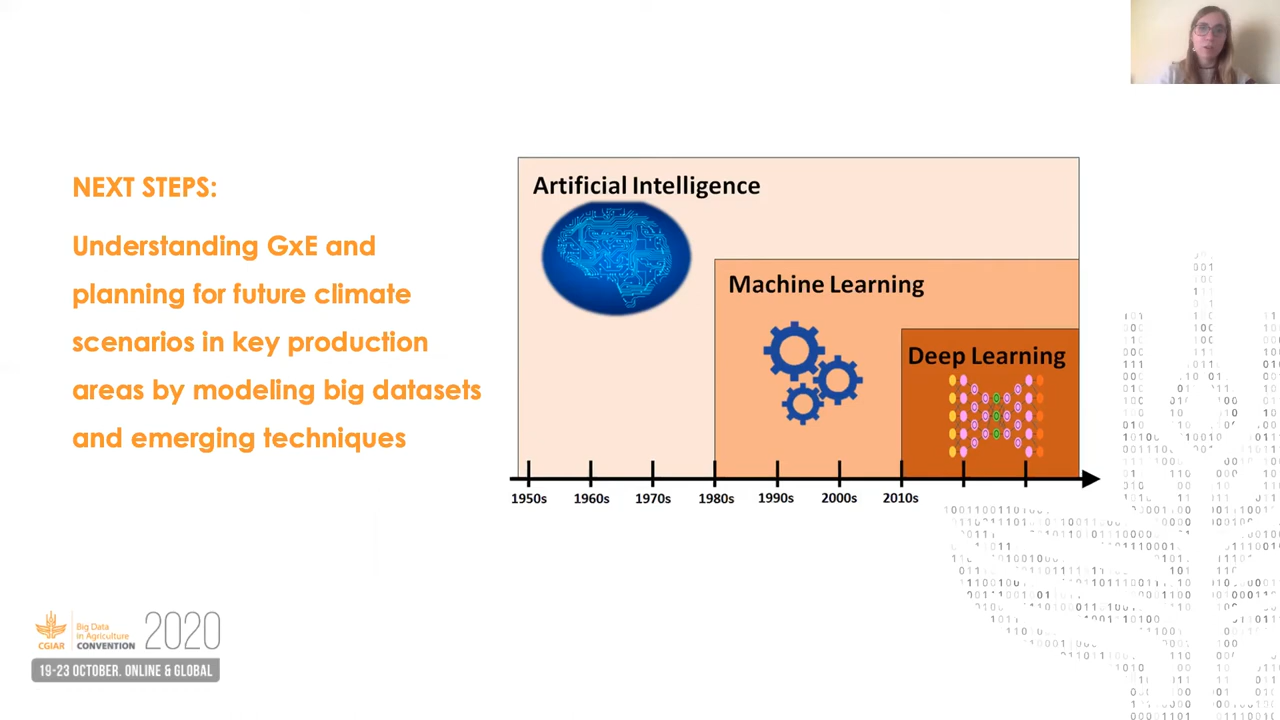 NEXT STEPS:
Understanding GxE and
planning for future climate
scenarios in key production
areas by modeling big datasets
and emerging techniques
Artificial Intelligence
Machine Learning
Deep Learning
1950s 1960s 1970s 1980s 1990s 2000s 2010s
CGIAR
Big Data
in Agriculture
CONVENTION
2020
19-23 OCTOBER. ONLINE & GLOBAL